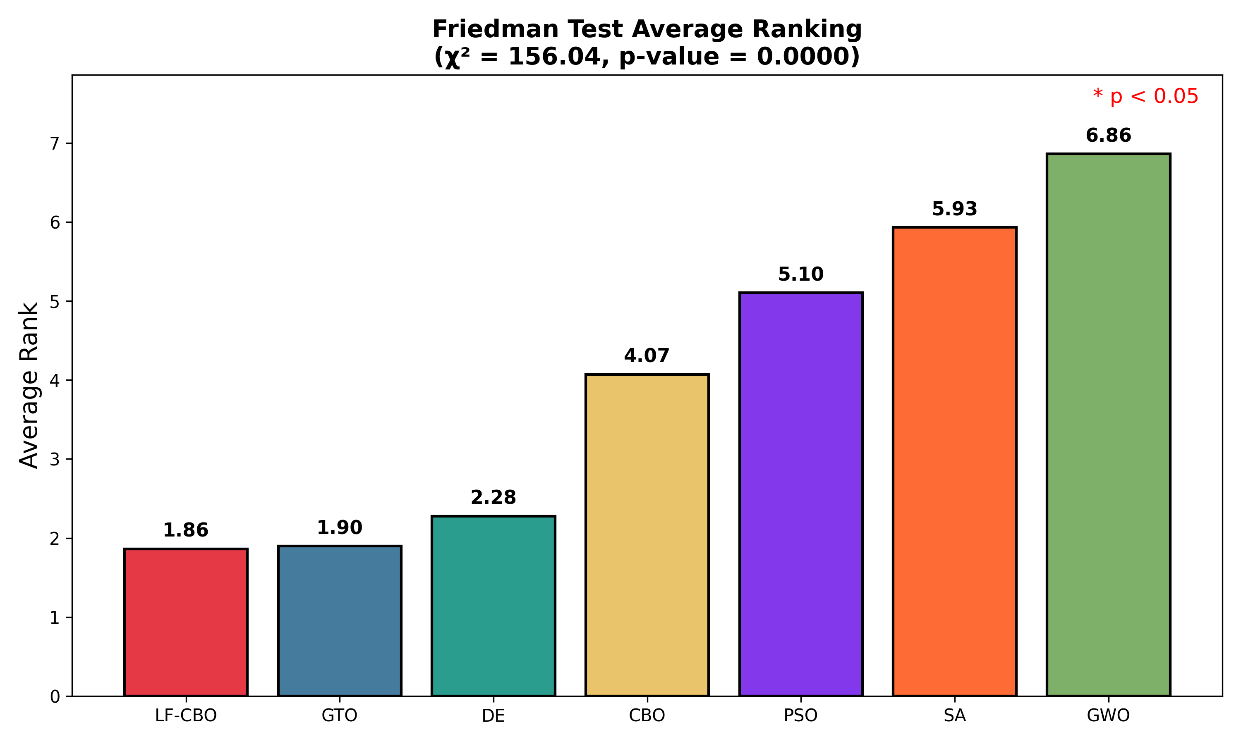 Friedman Test Average Ranking
(χ² = 156.04, p-value = 0.0000)
* p < 0.05
Average Rank
7
6
5
4
3
2
1
0
1.86
1.90
2.28
4.07
5.10
5.93
6.86
LF-CBO
GTO
DE
CBO
PSO
SA
GWO